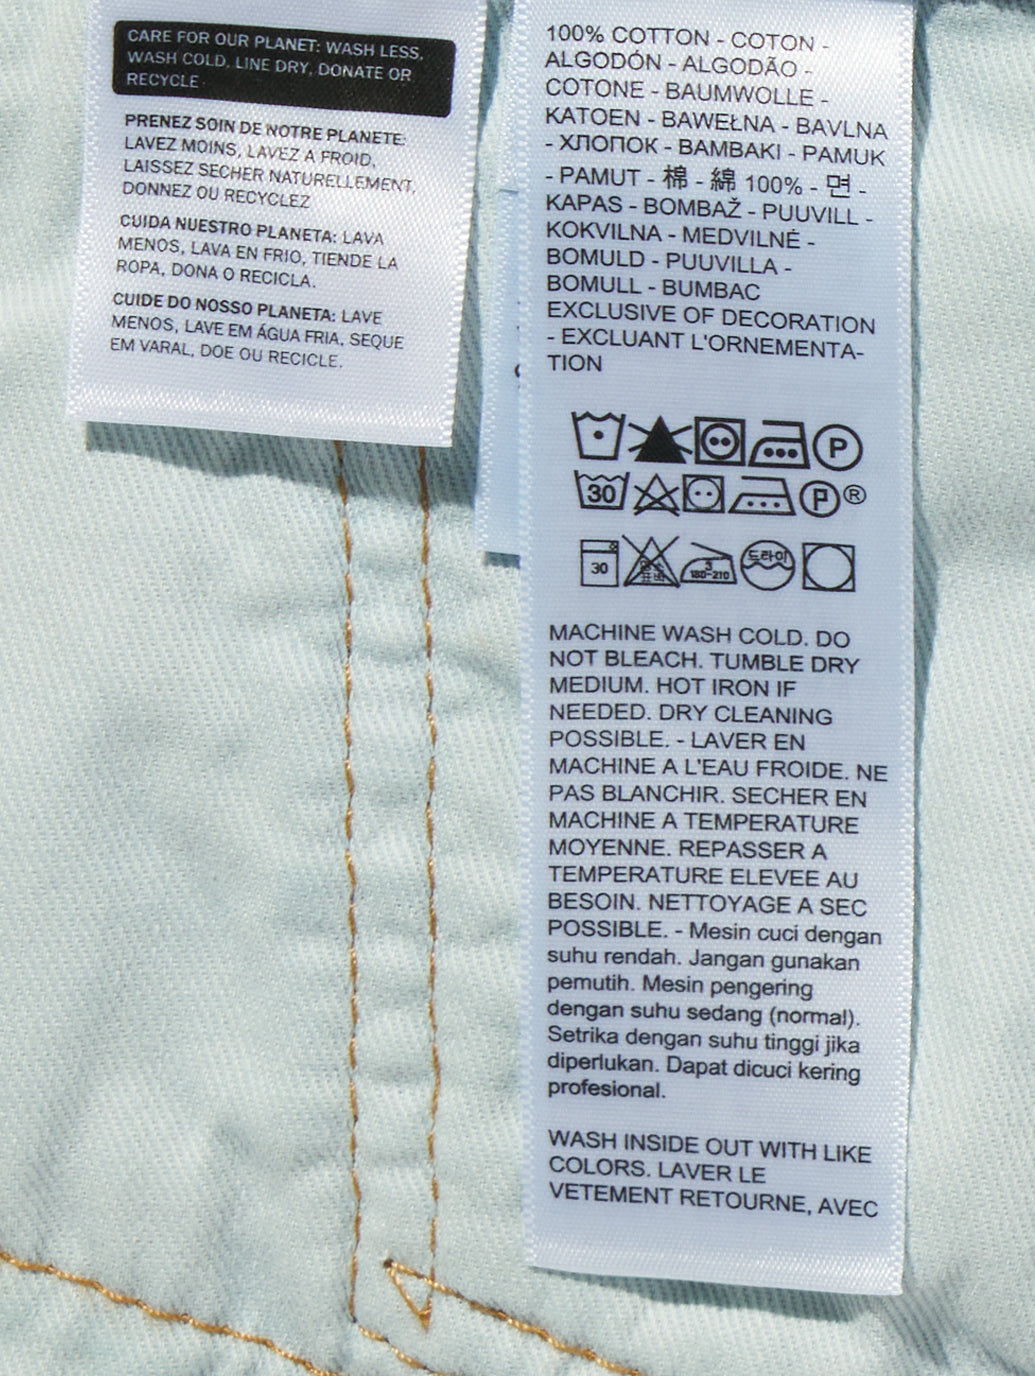 CARE FOR OUR PLANET: WASH LESS,
WASH COLD, LINE DRY, DONATE OR
RECYCLE
PRENEZ SOIN DE NOTRE PLANETE:
LAVEZ MOINS, LAVEZ A FROID,
LAISSEZ SECHER NATURELLEMENT,
DONNEZ OU RECYCLEZ
CUIDA NUESTRO PLANETA: LAVA
MENOS, LAVA EN FRIO, TIENDE LA
ROPA, DONA O RECICLA.
CUIDE DO NOSSO PLANETA: LAVE
MENOS, LAVE EM ÁGUA FRIA, SEQUE
EM VARAL, DOE OU RECICLE.
100% COTTON - COTON -
ALGODÓN - ALGODÃO -
COTONE - BAUMWOLLE -
KATOEN - BAWEŁNA - BAVLNA
- ХЛОПОК - BAMBAKI - PAMUK
- PAMUT - 棉 - 綿 100% - 면 -
KAPAS - BOMBAŽ - PUUVILL -
KOKVILNA - MEDVILNĖ -
BOMULD - PUUVILLA -
BOMULL - BUMBAC
EXCLUSIVE OF DECORATION
- EXCLUANT L'ORNEMENTA-
TION
P
30 P ®
30 3 180-210 드라이
MACHINE WASH COLD. DO
NOT BLEACH. TUMBLE DRY
MEDIUM. HOT IRON IF
NEEDED. DRY CLEANING
POSSIBLE. - LAVER EN
MACHINE A L'EAU FROIDE. NE
PAS BLANCHIR. SECHER EN
MACHINE A TEMPERATURE
MOYENNE. REPASSER A
TEMPERATURE ELEVEE AU
BESOIN. NETTOYAGE A SEC
POSSIBLE. - Mesin cuci dengan
suhu rendah. Jangan gunakan
pemutih. Mesin pengering
dengan suhu sedang (normal).
Setrika dengan suhu tinggi jika
diperlukan. Dapat dicuci kering
profesional.
WASH INSIDE OUT WITH LIKE
COLORS. LAVER LE
VETEMENT RETOURNE, AVEC